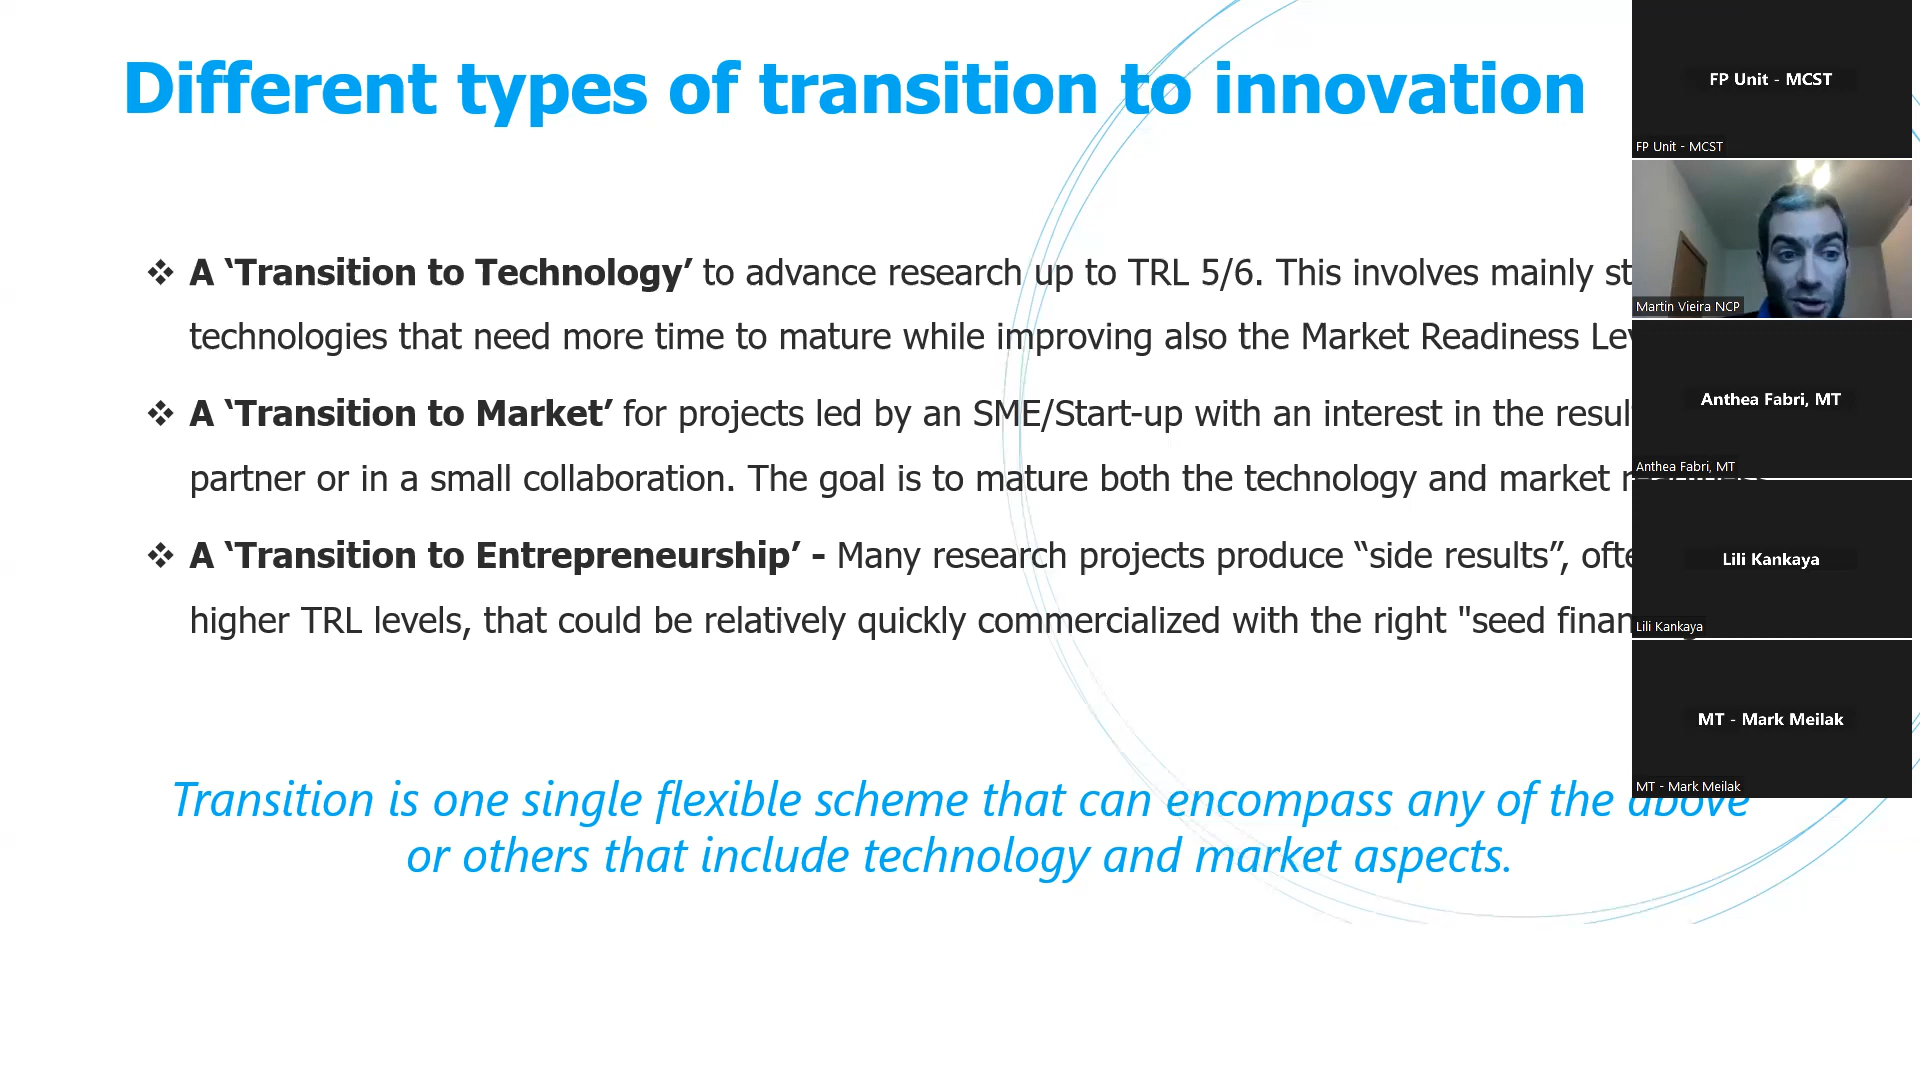 Different types of transition to innovation
❖ A ‘Transition to Technology’ to advance research up to TRL 5/6. This involves mainly
technologies that need more time to mature while improving also the Market Readiness
❖ A ‘Transition to Market’ for projects led by an SME/Start-up with an interest in the
partner or in a small collaboration. The goal is to mature both the technology and market
❖ A ‘Transition to Entrepreneurship’ - Many research projects produce “side results”,
higher TRL levels, that could be relatively quickly commercialized with the right "seed
Transition is one single flexible scheme that can encompass any of the above
or others that include technology and market aspects.
FP Unit - MCST
FP Unit - MCST
Martin Vieira NCP
Anthea Fabri, MT
Anthea Fabri, MT
Lili Kankaya
Lili Kankaya
MT - Mark Meilak
MT - Mark Meilak